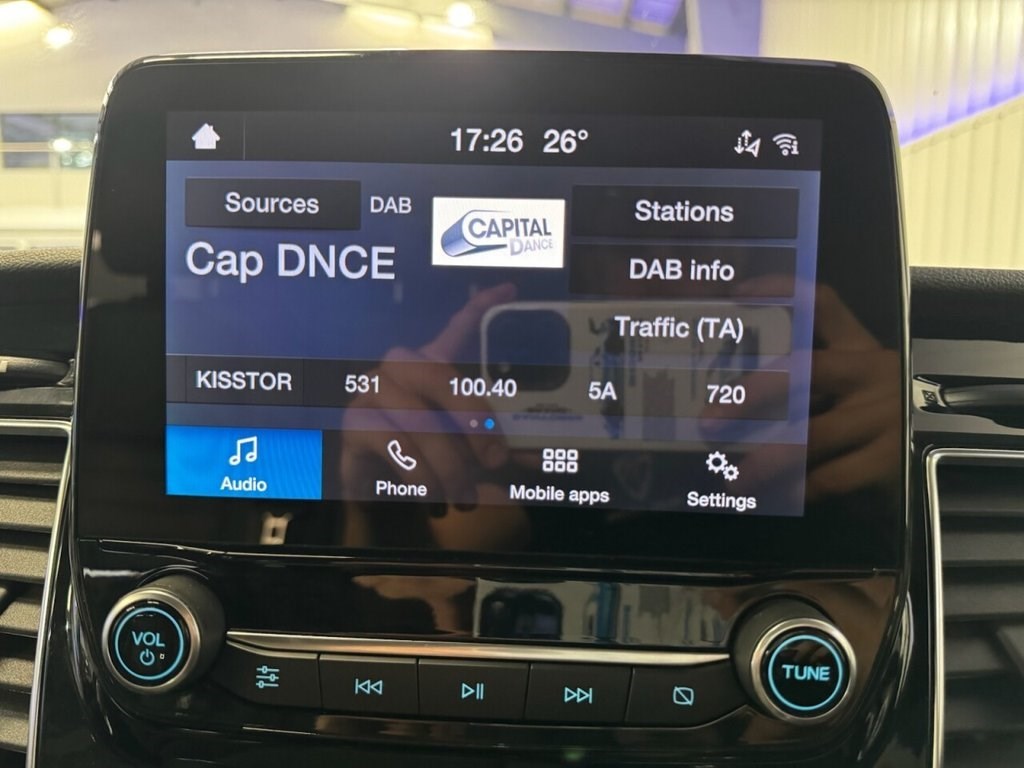 17:26 26°
Sources DAB
CAPITAL
DANCE
Stations
Cap DNCE
DAB info
Traffic (TA)
KISSTOR 531 100.40 5A 720
Audio Phone Mobile apps Settings
VOL
TUNE